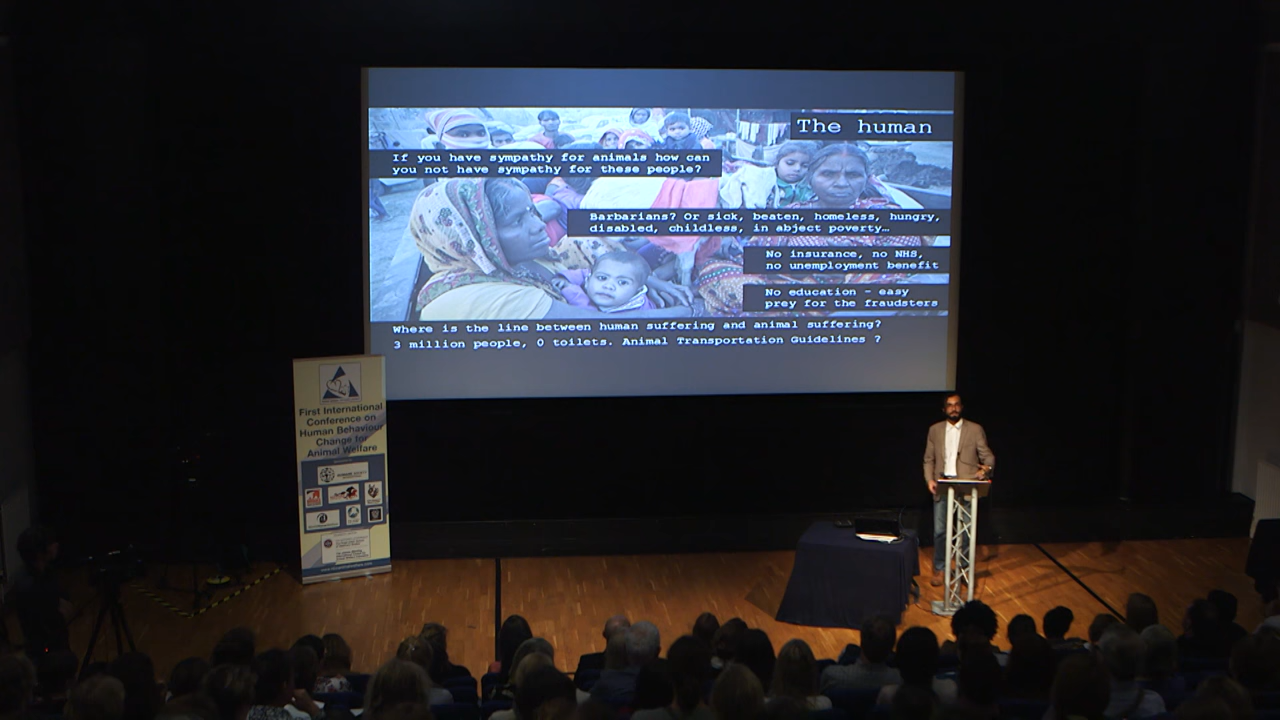 The human
If you have sympathy for animals how can
you not have sympathy for these people?
Barbarians? Or sick, beaten, homeless, hungry,
disabled, childless, in abject poverty…
No insurance, no NHS,
no unemployment benefit
No education – easy
prey for the fraudsters
Where is the line between human suffering and animal suffering?
3 million people, 0 toilets. Animal Transportation Guidelines ?
First International
Conference on
Human Behaviour
Change for
Animal Welfare